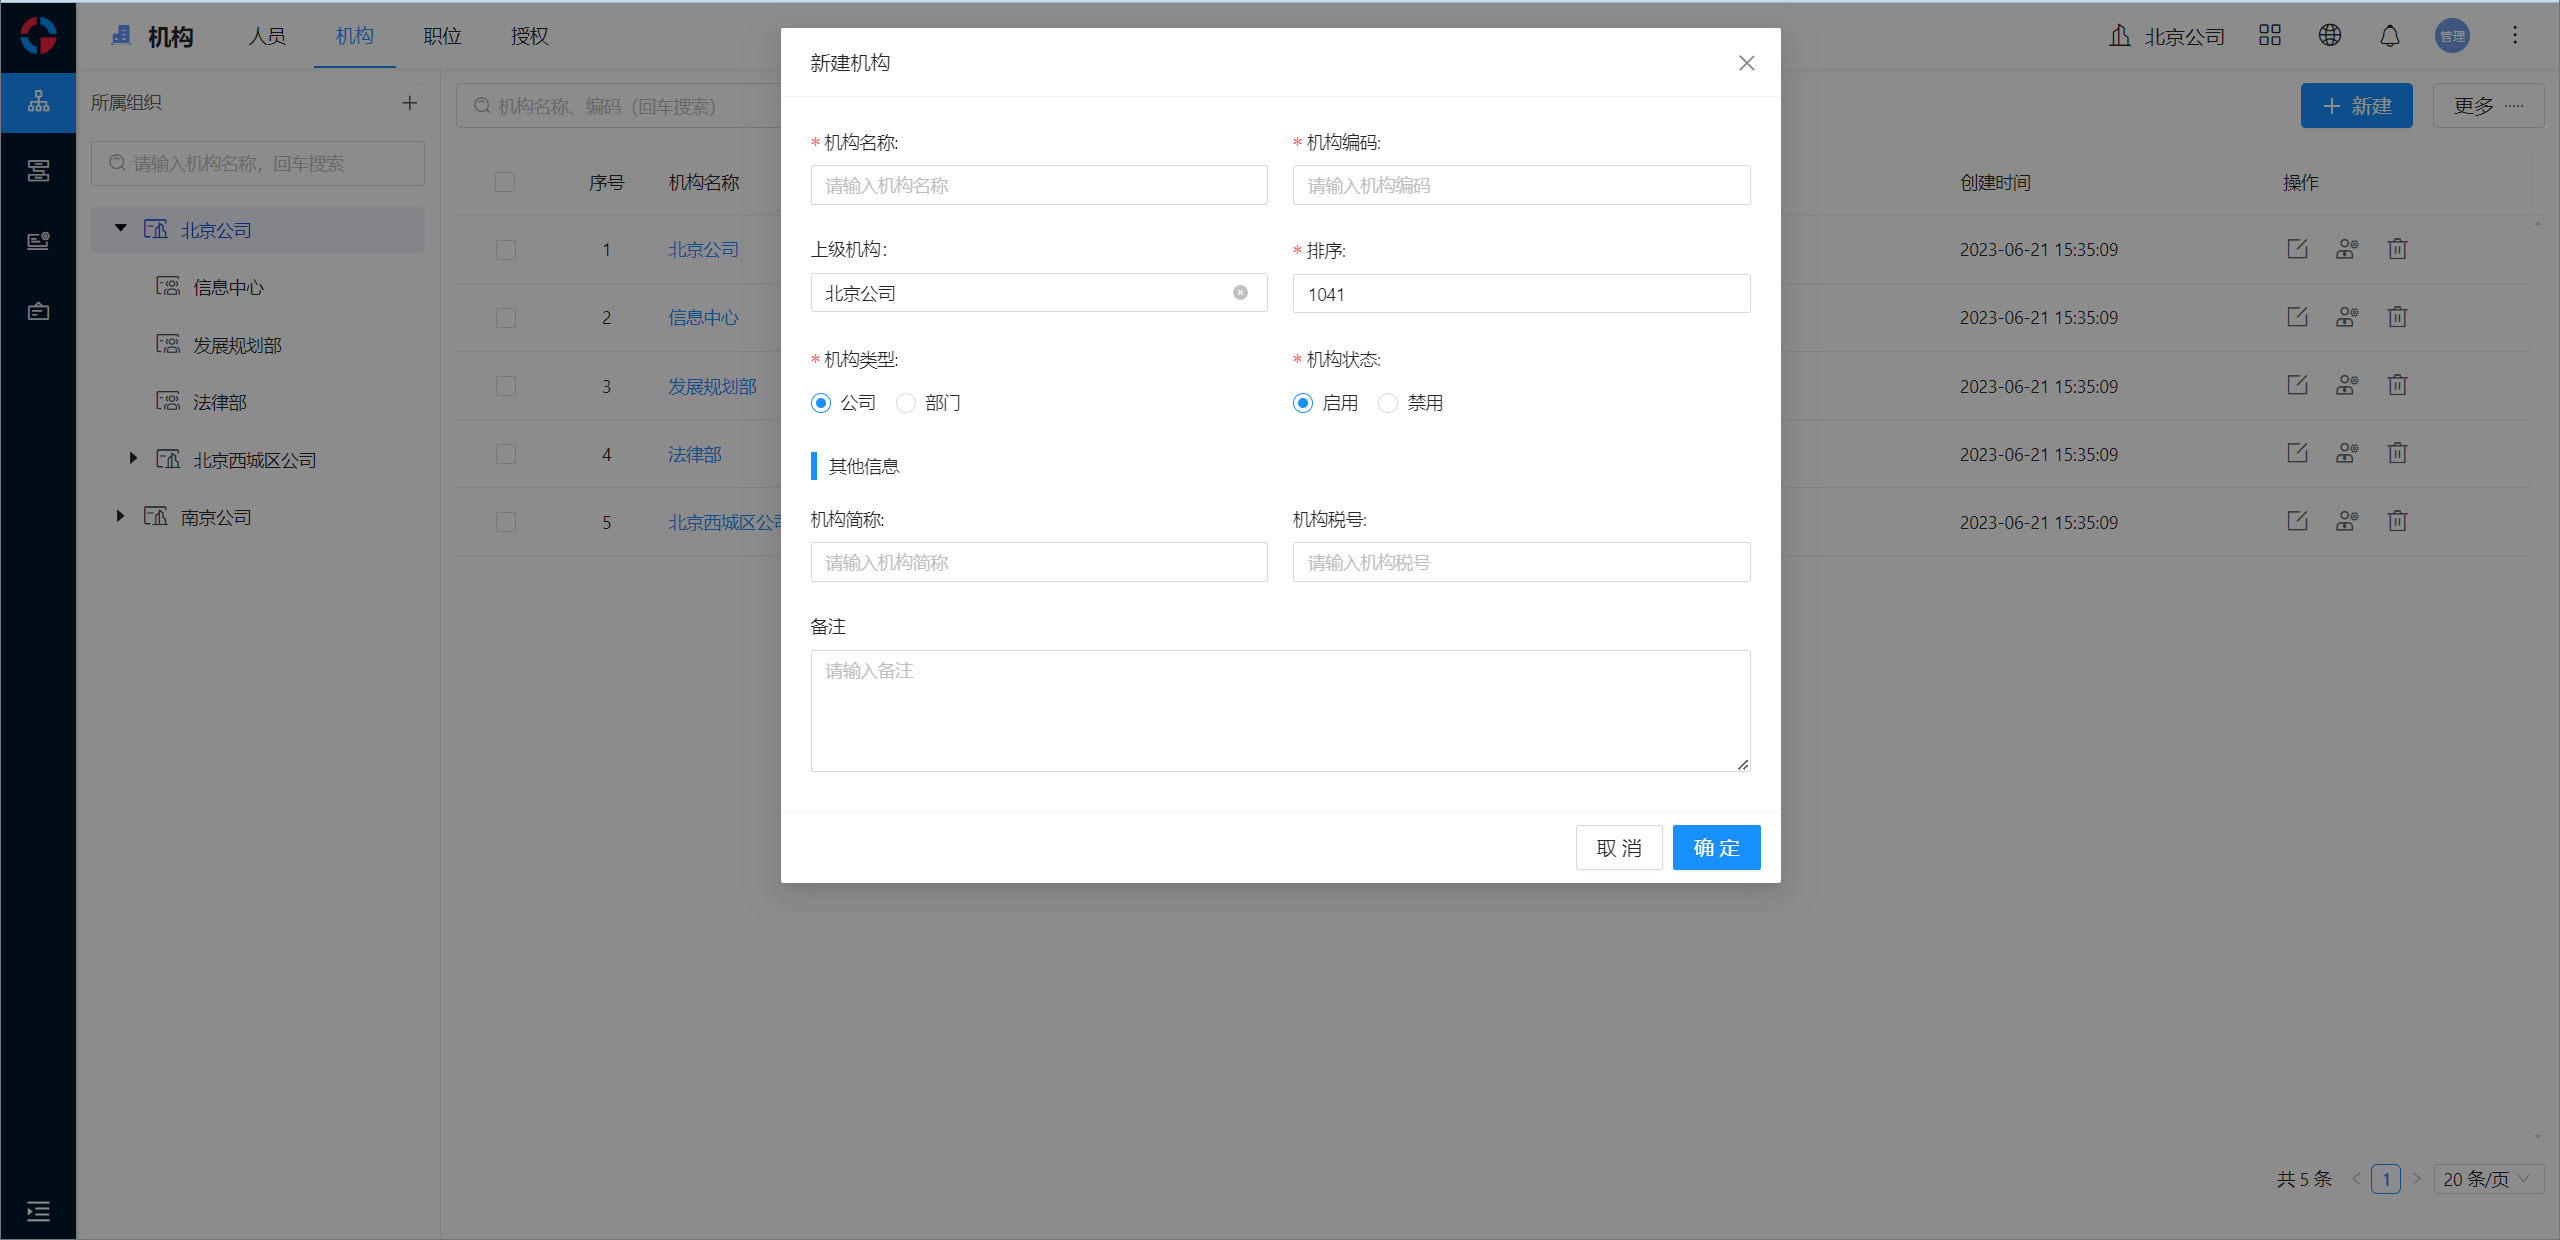 机构 人员 机构 职位 授权 北京公司 管理
所属组织
请输入机构名称，回车搜索
北京公司
信息中心
发展规划部
法律部
北京西城区公司
南京公司
机构名称、编码（回车搜索）
新建 更多
序号 机构名称 创建时间 操作
1 北京公司 2023-06-21 15:35:09
2 信息中心 2023-06-21 15:35:09
3 发展规划部 2023-06-21 15:35:09
4 法律部 2023-06-21 15:35:09
5 北京西城区公司 2023-06-21 15:35:09
共 5 条 1 20 条/页
新建机构
* 机构名称: * 机构编码:
请输入机构名称 请输入机构编码
上级机构: * 排序:
北京公司 1041
* 机构类型: * 机构状态:
公司 部门 启用 禁用
其他信息
机构简称: 机构税号:
请输入机构简称 请输入机构税号
备注
请输入备注
取 消 确 定